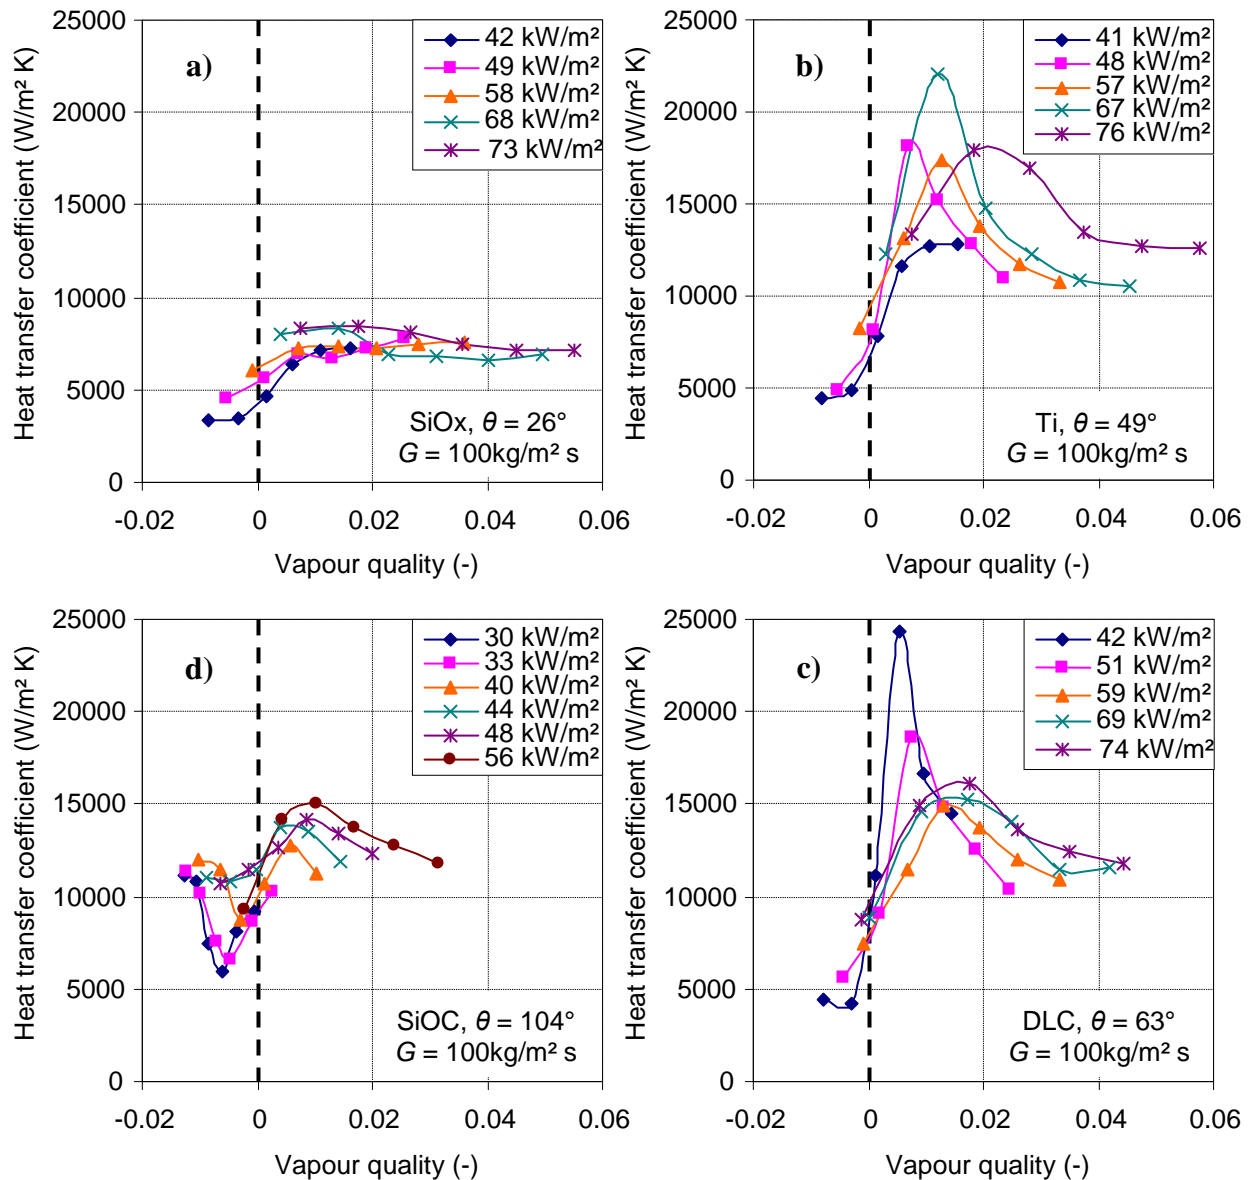 a)
Heat transfer coefficient (W/m² K)
25000
20000
15000
10000
5000
0
-0.02
0
0.02
0.04
0.06
Vapour quality (-)
42 kW/m²
49 kW/m²
58 kW/m²
68 kW/m²
73 kW/m²
SiOx, θ = 26°
G = 100kg/m² s
b)
Heat transfer coefficient (W/m² K)
25000
20000
15000
10000
5000
0
-0.02
0
0.02
0.04
0.06
Vapour quality (-)
41 kW/m²
48 kW/m²
57 kW/m²
67 kW/m²
76 kW/m²
Ti, θ = 49°
G = 100kg/m² s
d)
Heat transfer coefficient (W/m² K)
25000
20000
15000
10000
5000
0
-0.02
0
0.02
0.04
0.06
Vapour quality (-)
30 kW/m²
33 kW/m²
40 kW/m²
44 kW/m²
48 kW/m²
56 kW/m²
SiOC, θ = 104°
G = 100kg/m² s
c)
Heat transfer coefficient (W/m² K)
25000
20000
15000
10000
5000
0
-0.02
0
0.02
0.04
0.06
Vapour quality (-)
42 kW/m²
51 kW/m²
59 kW/m²
69 kW/m²
74 kW/m²
DLC, θ = 63°
G = 100kg/m² s